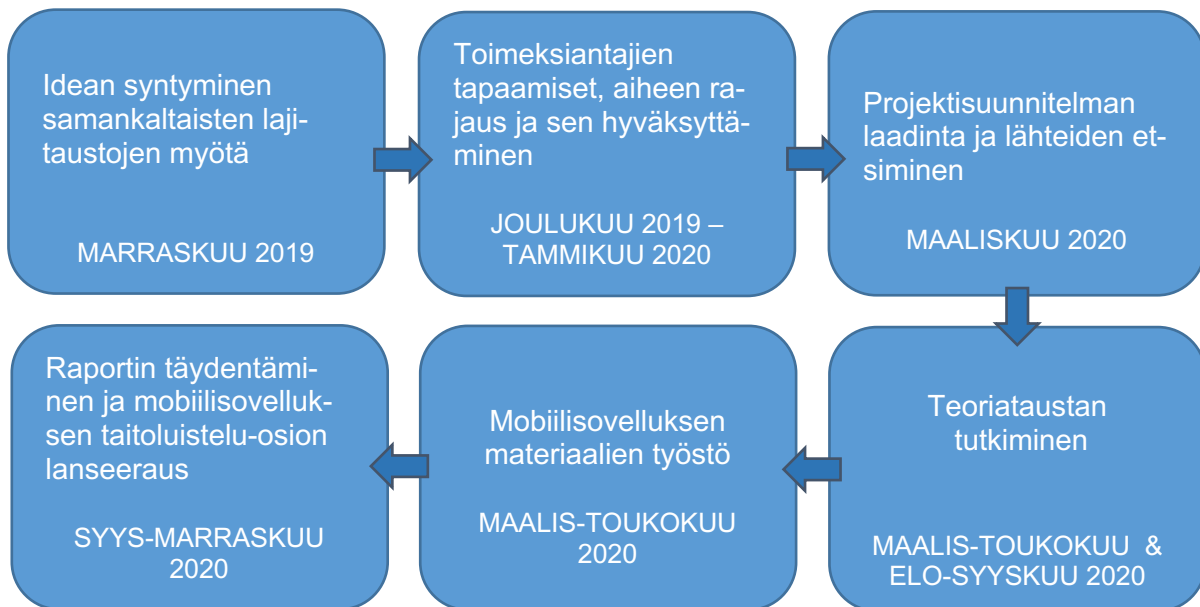 Idean syntyminen
samankaltaisten laji-
taustojen myötä
MARRASKUU 2019
Toimeksiantajien
tapaamiset, aiheen ra-
jaus ja sen hyväksyttä-
minen
JOULUKUU 2019 –
TAMMIKUU 2020
Projektisuunnitelman
laadinta ja lähteiden et-
siminen
MAALISKUU 2020
Teoriataustan
tutkiminen
MAALIS-TOUKOKUU &
ELO-SYYSKUU 2020
Mobiilisovelluksen
materiaalien työstö
MAALIS-TOUKOKUU
2020
Raportin täydentämi-
nen ja mobiilisovelluk-
sen taitoluistelu-osion
lanseeraus
SYYS-MARRASKUU
2020